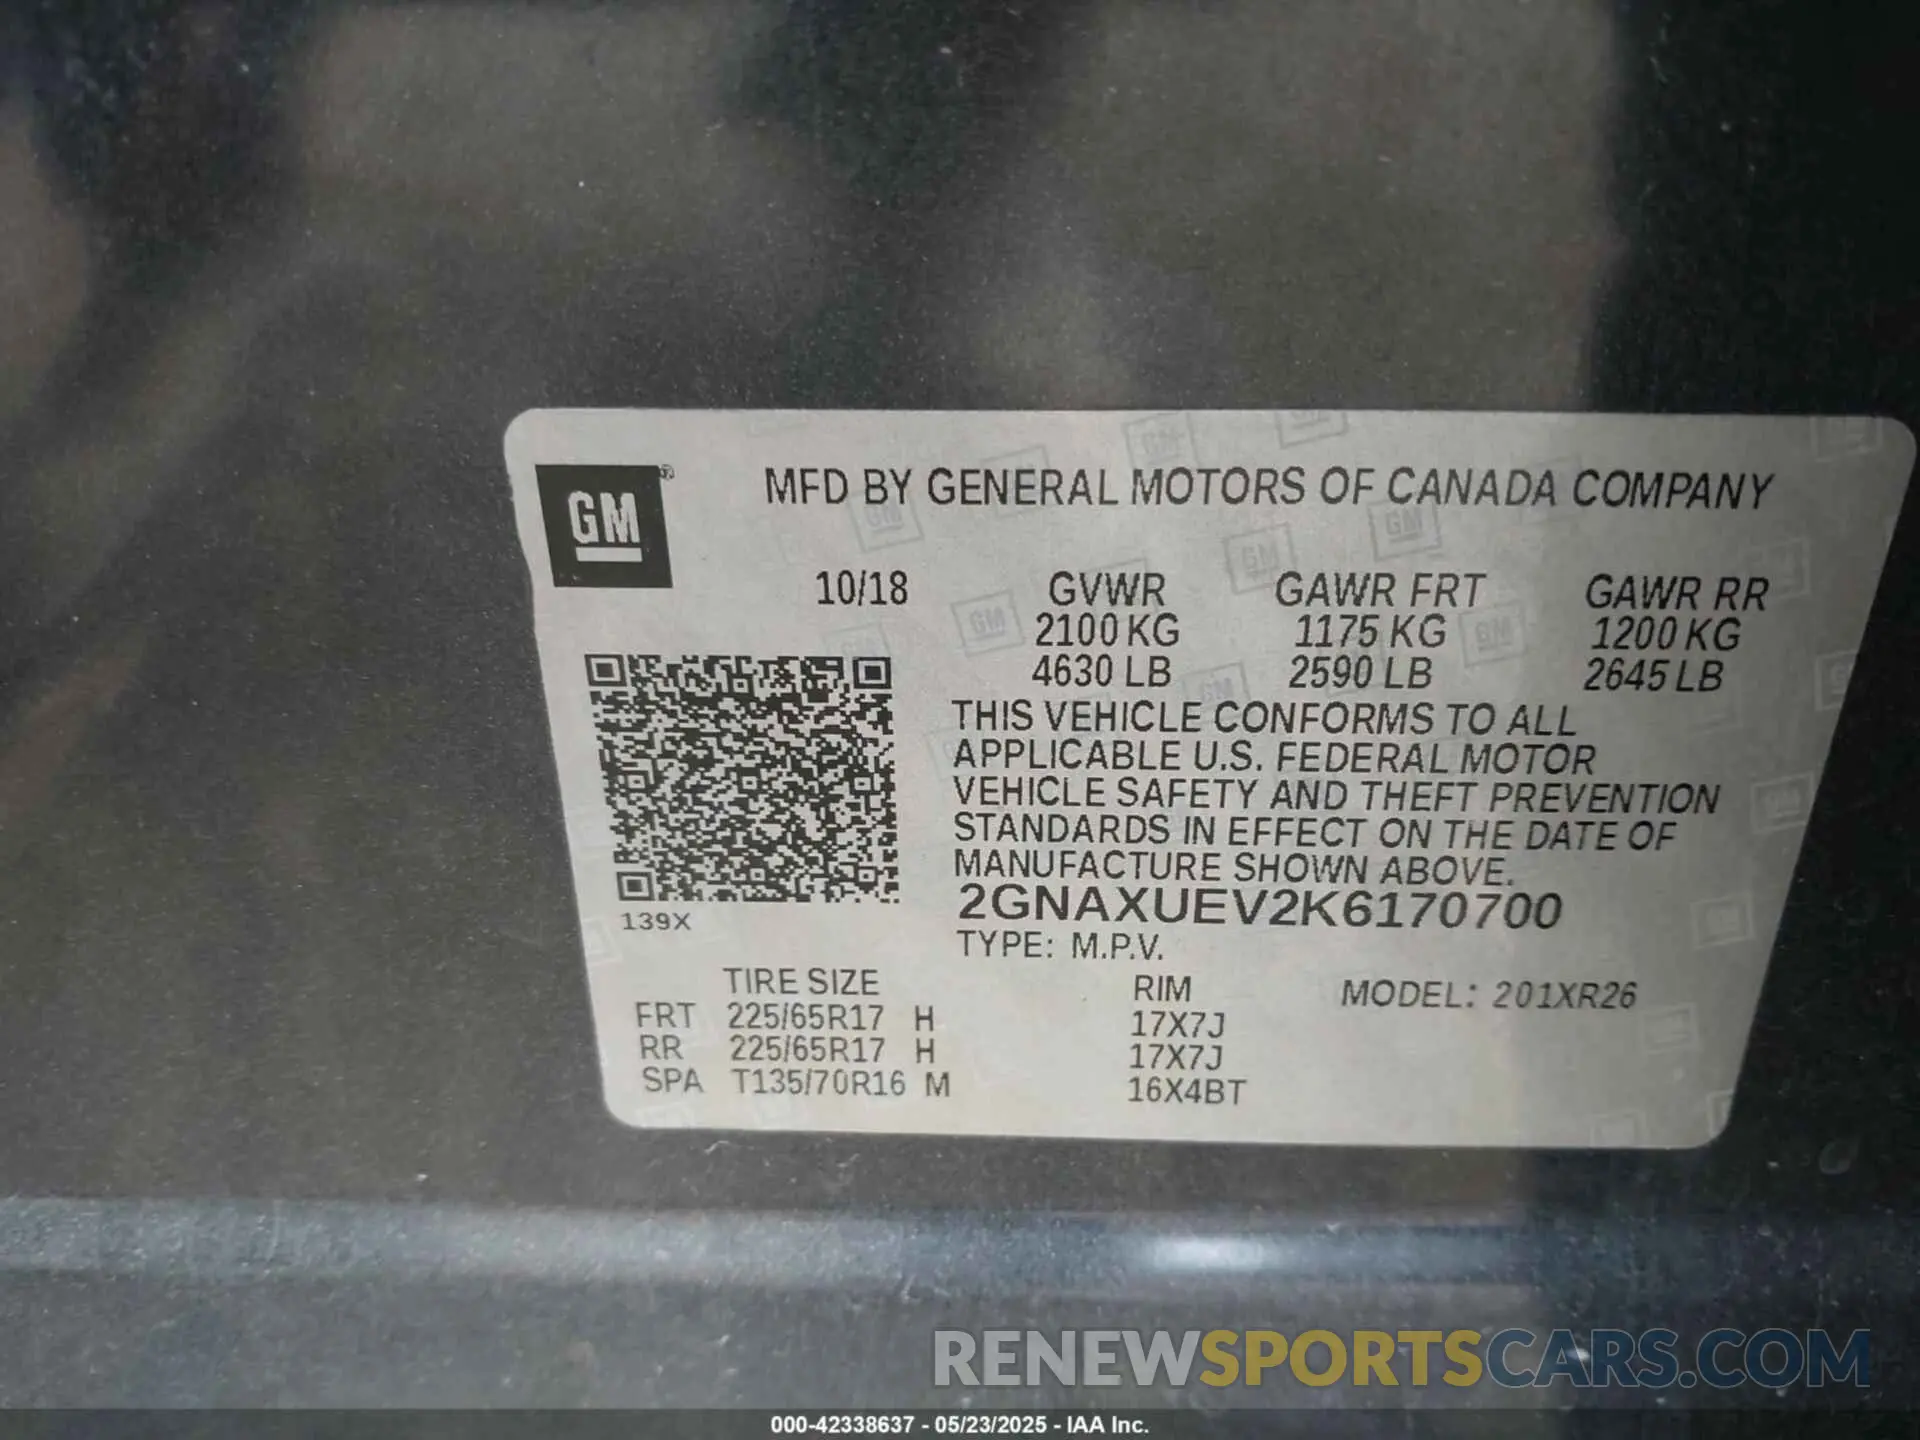 GM®
MFD BY GENERAL MOTORS OF CANADA COMPANY
10/18 GVWR GAWR FRT GAWR RR
2100 KG 1175 KG 1200 KG
4630 LB 2590 LB 2645 LB
THIS VEHICLE CONFORMS TO ALL
APPLICABLE U.S. FEDERAL MOTOR
VEHICLE SAFETY AND THEFT PREVENTION
STANDARDS IN EFFECT ON THE DATE OF
MANUFACTURE SHOWN ABOVE.
2GNAXUEV2K6170700
139X
TYPE: M.P.V.
TIRE SIZE RIM MODEL: 201XR26
FRT 225/65R17 H 17X7J
RR 225/65R17 H 17X7J
SPA T135/70R16 M 16X4BT
RENEWSPORTSCARS.COM
000-42338637 - 05/23/2025 - IAA Inc.